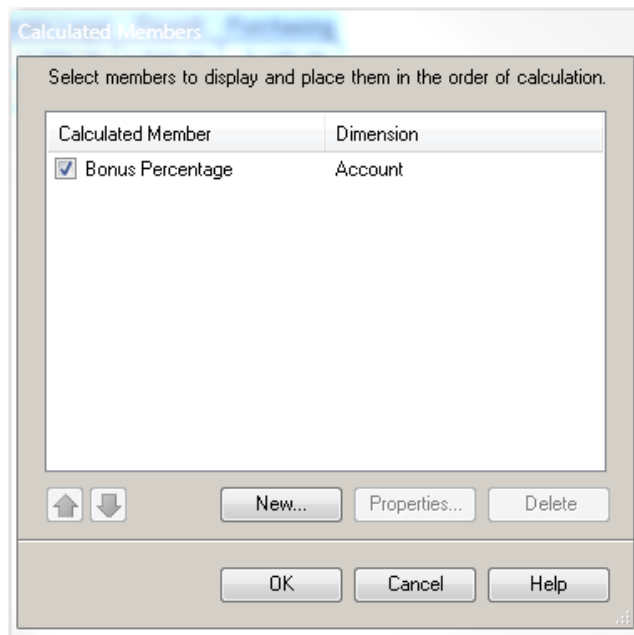 Calculated Members
Select members to display and place them in the order of calculation.
Calculated Member Dimension
Bonus Percentage Account
New... Properties... Delete
OK Cancel Help